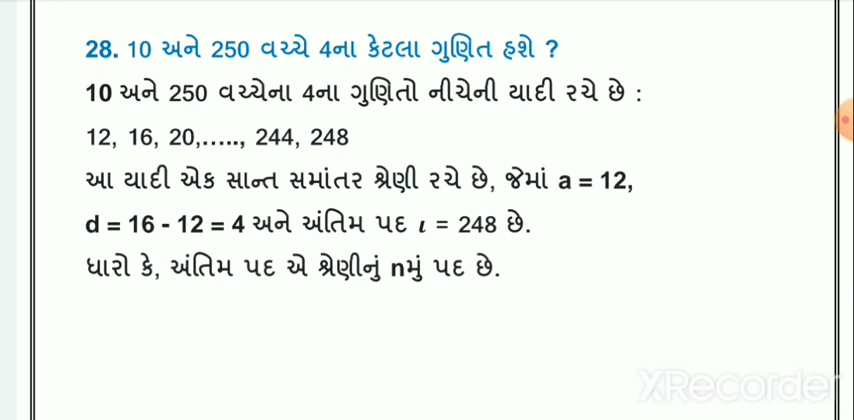 28. 10 અને 250 વચ્ચે 4ના કેટલા ગુણિત હશે ?
10 અને 250 વચ્ચેના 4ના ગુણિતો નીચેની યાદી રચે છે :
12, 16, 20,....., 244, 248
આ યાદી એક સાન્ત સમાંતર શ્રેણી રચે છે, જેમાં a = 12,
d = 16 - 12 = 4 અને અંતિમ પદ ɩ = 248 છે.
ધારો કે, અંતિમ પદ એ શ્રેણીનું nમું પદ છે.
XRecorder